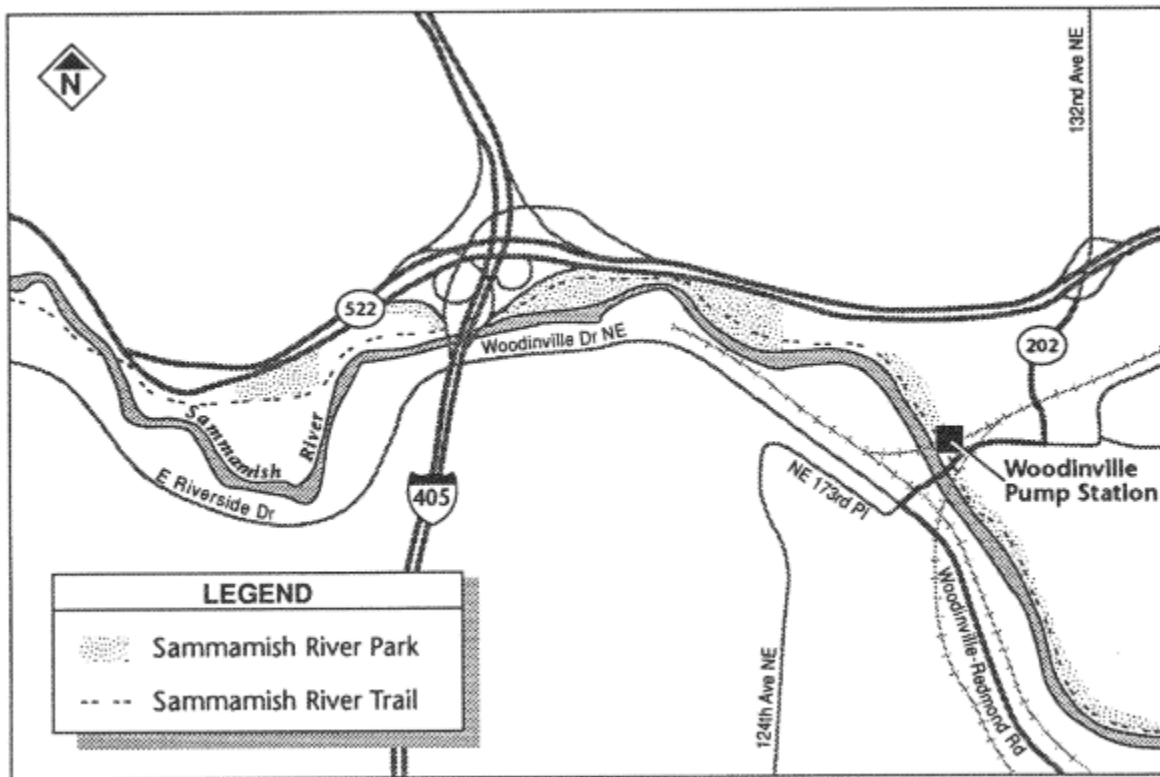 N
132nd Ave NE
522
Woodinville Dr NE
202
Sammamish River
E Riverside Dr
405
NE 173rd Pl
Woodinville
Pump Station
Woodinville-Redmond Rd
124th Ave NE
LEGEND
Sammamish River Park
Sammamish River Trail